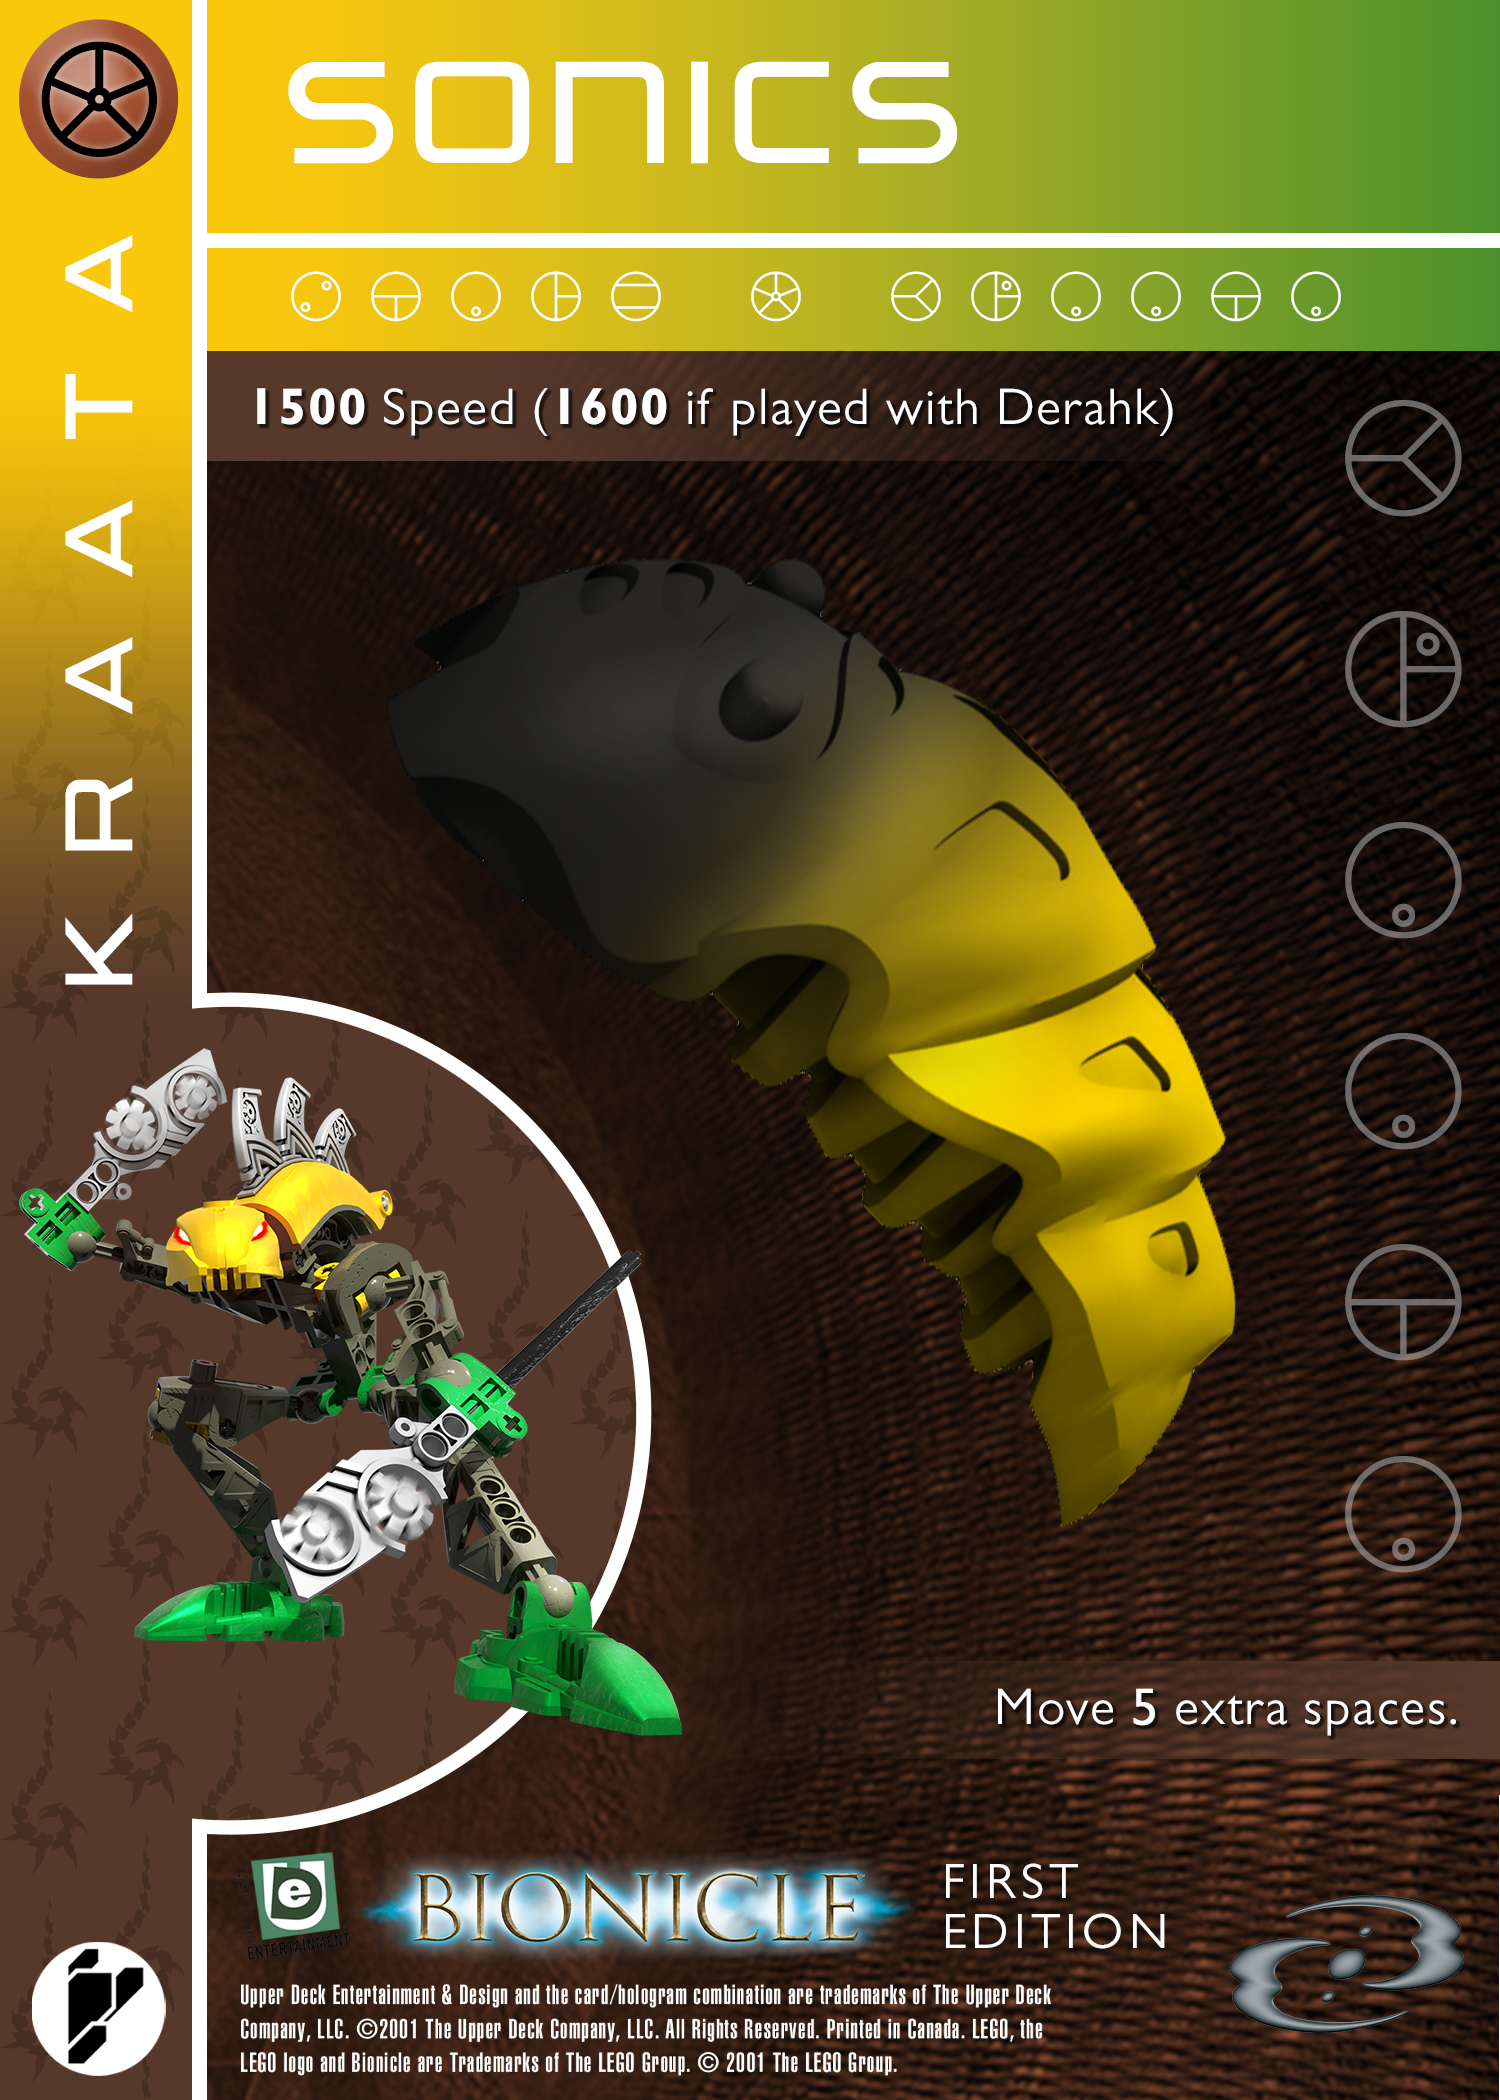 SONICS
KRAATA
1500 Speed (1600 if played with Derahk)
Move 5 extra spaces.
e
ENTERTAINMENT
BIONICLE
FIRST
EDITION
Upper Deck Entertainment & Design and the card/hologram combination are trademarks of The Upper Deck
Company, LLC. ©2001 The Upper Deck Company, LLC. All Rights Reserved. Printed in Canada. LEGO, the
LEGO logo and Bionicle are Trademarks of The LEGO Group. © 2001 The LEGO Group.